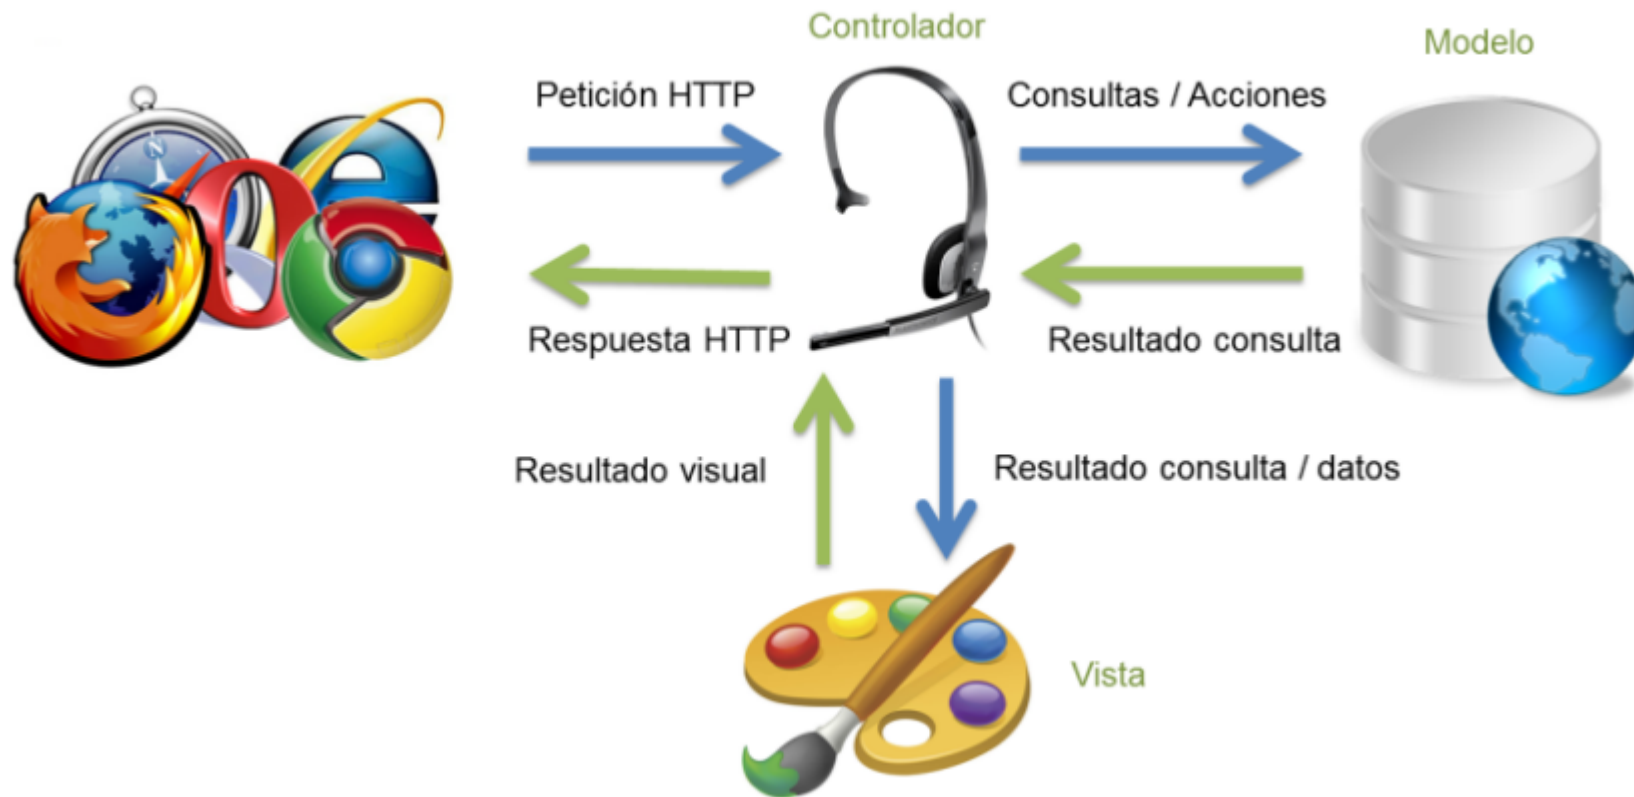 Controlador
Modelo
Petición HTTP
Consultas / Acciones
N
Respuesta HTTP
Resultado consulta
Resultado visual
Resultado consulta / datos
Vista